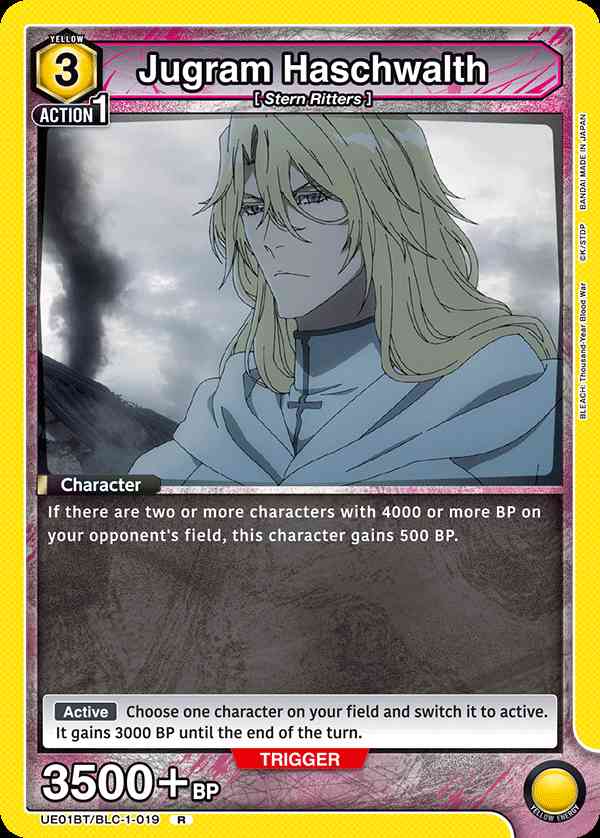 YELLOW
3
ACTION 1
Jugram Haschwalth
[ Stern Ritters ]
BLEACH: Thousand-Year Blood War ©K/STDP BANDAI MADE IN JAPAN
Character
If there are two or more characters with 4000 or more BP on
your opponent's field, this character gains 500 BP.
Active Choose one character on your field and switch it to active.
It gains 3000 BP until the end of the turn.
TRIGGER
3500+BP
UE01BT/BLC-1-019 R
YELLOW ENERGY